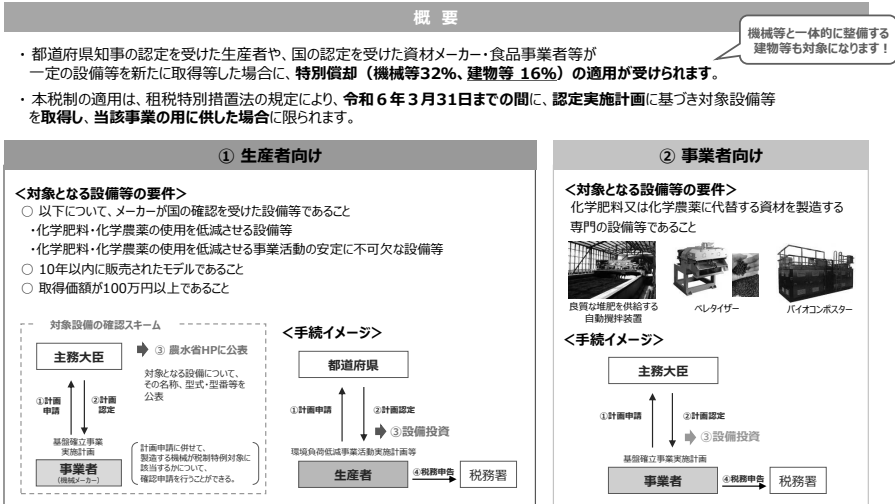 概 要
機械等と一体的に整備する
建物等も対象になります！
・都道府県知事の認定を受けた生産者や、国の認定を受けた資材メーカー・食品事業者等が
一定の設備等を新たに取得等した場合に、特別償却（機械等32%、建物等 16%）の適用が受けられます。
・本税制の適用は、租税特別措置法の規定により、令和６年３月31日までの間に、認定実施計画に基づき対象設備等
を取得し、当該事業の用に供した場合に限られます。
① 生産者向け
＜対象となる設備等の要件＞
○ 以下について、メーカーが国の確認を受けた設備等であること
・化学肥料・化学農薬の使用を低減させる設備等
・化学肥料・化学農薬の使用を低減させる事業活動の安定に不可欠な設備等
○ 10年以内に販売されたモデルであること
○ 取得価額が100万円以上であること
対象設備の確認スキーム
主務大臣
③ 農水省HPに公表
対象となる設備について、
その名称、型式・型番等を
公表
①計画
申請
②計画
認定
基盤確立事業
実施計画
事業者
（機械メーカー）
計画申請に併せて、
製造する機械が税制特例対象に
該当するかについて、
確認申請を行うことができる。
＜手続イメージ＞
都道府県
①計画申請
②計画認定
③設備投資
環境負荷低減事業活動実施計画等
生産者
④税務申告
税務署
② 事業者向け
＜対象となる設備等の要件＞
化学肥料又は化学農薬に代替する資材を製造する
専門の設備等であること
良質な堆肥を供給する
自動撹拌装置
ペレタイザー
バイオコンポスター
＜手続イメージ＞
主務大臣
①計画申請
②計画認定
③設備投資
基盤確立事業実施計画
事業者
④税務申告
税務署